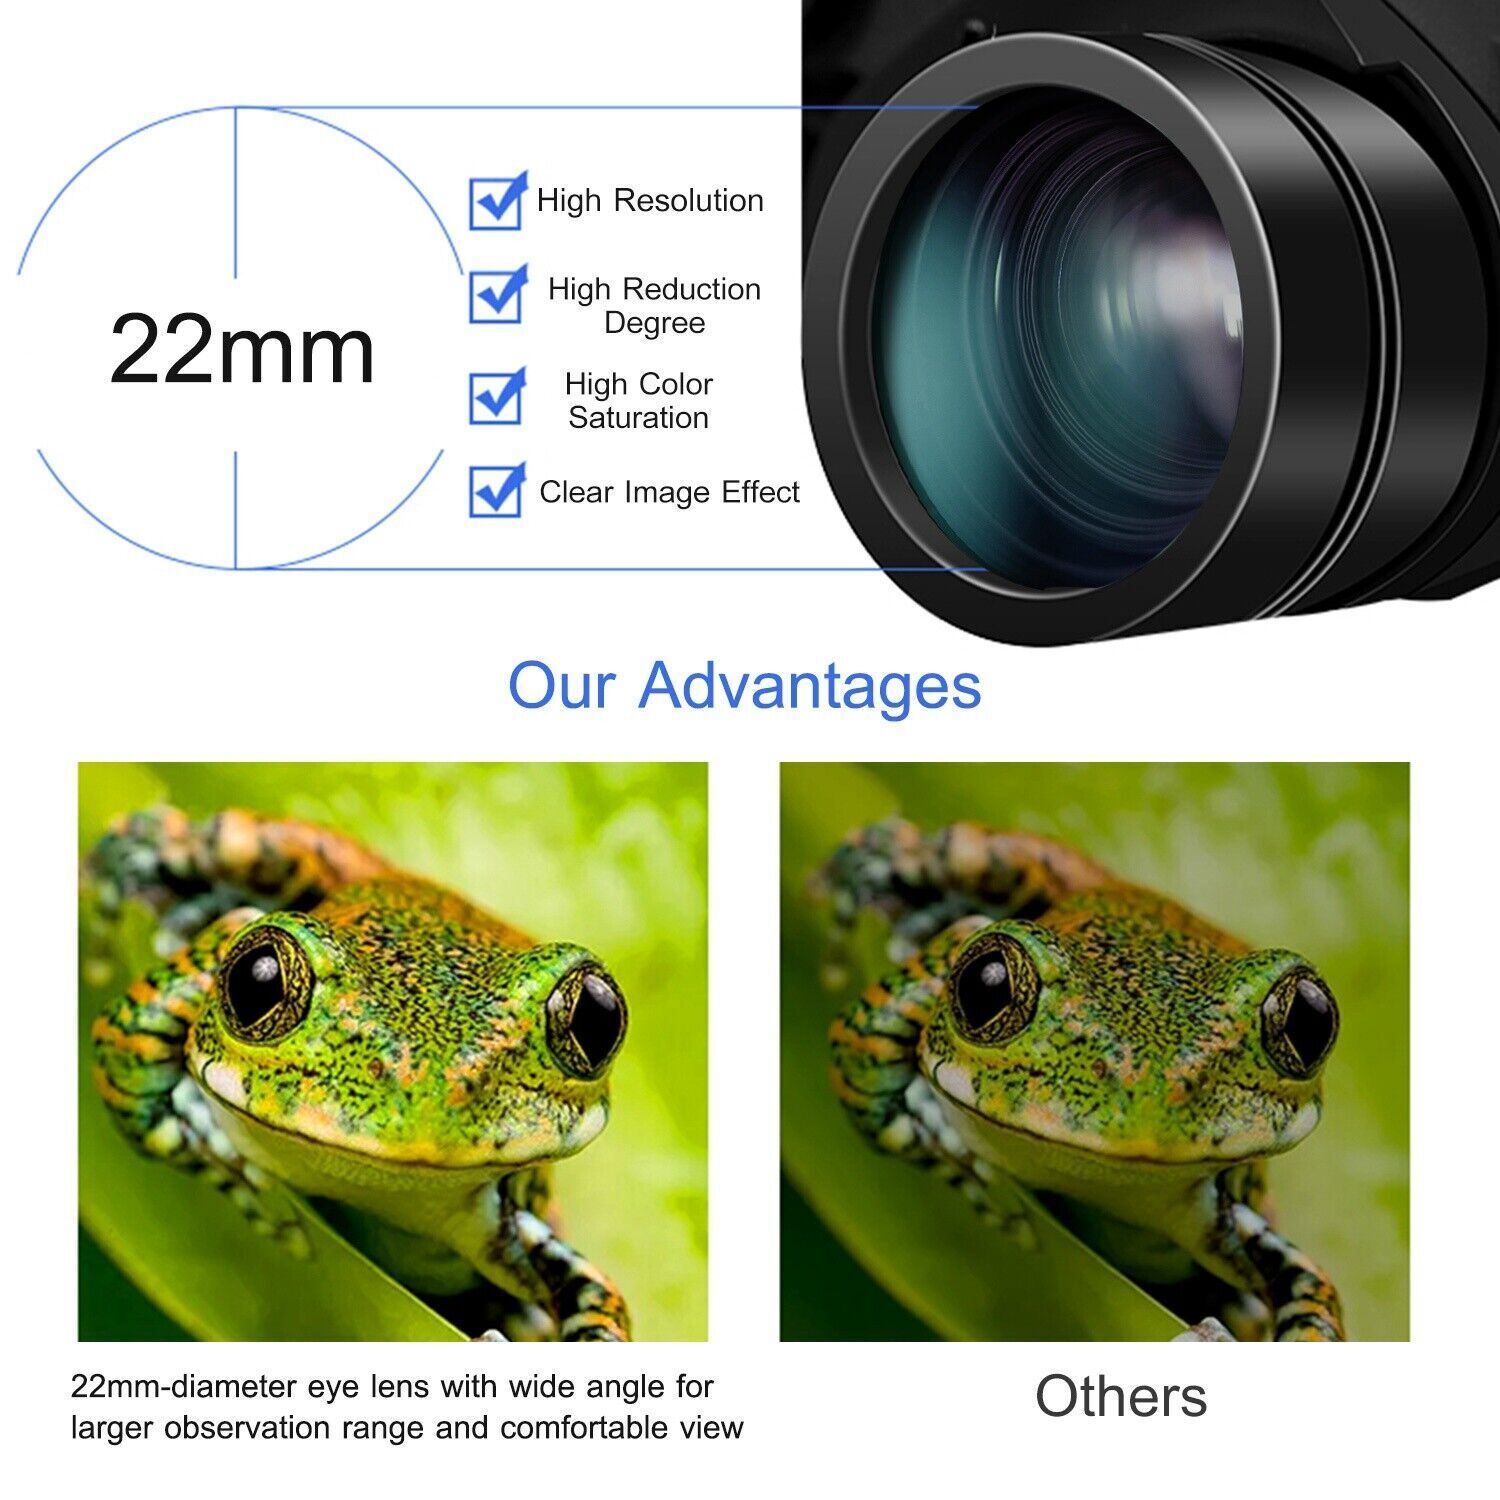 22mm
High Resolution
High Reduction
Degree
High Color
Saturation
Clear Image Effect
Our Advantages
22mm-diameter eye lens with wide angle for
larger observation range and comfortable view
Others